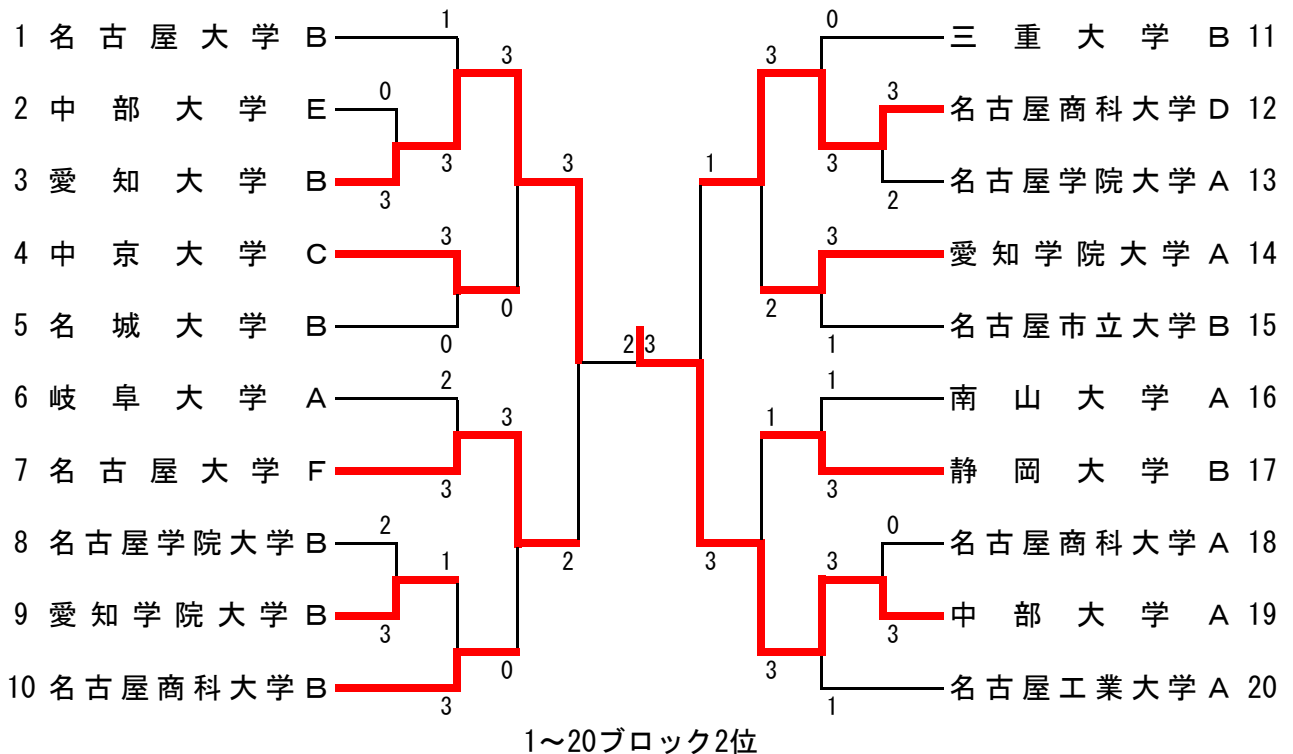 1 名古屋大学B
2 中部大学E
3 愛知大学B
4 中京大学C
5 名城大学B
6 岐阜大学A
7 名古屋大学F
8 名古屋学院大学B
9 愛知学院大学B
10 名古屋商科大学B
1
0
3
3
3
3
0
0
2
3
2
3
1
3
3
3
0
2
2
3
0
3
2
3
1
3
1
1
3
0
3
1
3
3
2
1
1
3
3
三重大学B 11
名古屋商科大学D 12
名古屋学院大学A 13
愛知学院大学A 14
名古屋市立大学B 15
南山大学A 16
静岡大学B 17
名古屋商科大学A 18
中部大学A 19
名古屋工業大学A 20
1～20ブロック2位